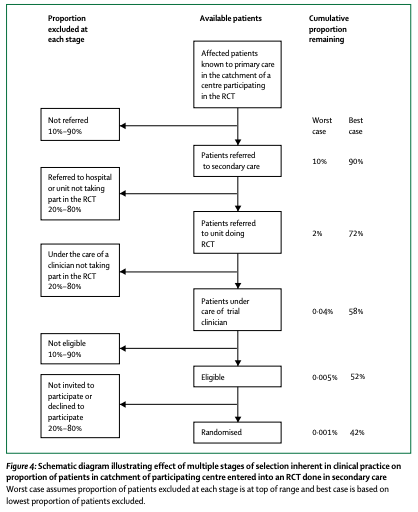 Proportion
excluded at
each stage
Available patients
Cumulative
proportion
remaining
Affected patients
known to primary care
in the catchment of a
centre participating
in the RCT
Not referred
10%–90%
Worst
case
Best
case
Patients referred
to secondary care
10%
90%
Referred to hospital
or unit not taking
part in the RCT
20%–80%
Patients referred
to unit doing
RCT
2%
72%
Under the care of a
clinician not taking
part in the RCT
20%–80%
Patients under
care of trial
clinician
0·04%
58%
Not eligible
10%–90%
Eligible
0·005%
52%
Not invited to
participate or
declined to
participate
20%–80%
Randomised
0·001%
42%
Figure 4: Schematic diagram illustrating effect of multiple stages of selection inherent in clinical practice on
proportion of patients in catchment of participating centre entered into an RCT done in secondary care
Worst case assumes proportion of patients excluded at each stage is at top of range and best case is based on
lowest proportion of patients excluded.